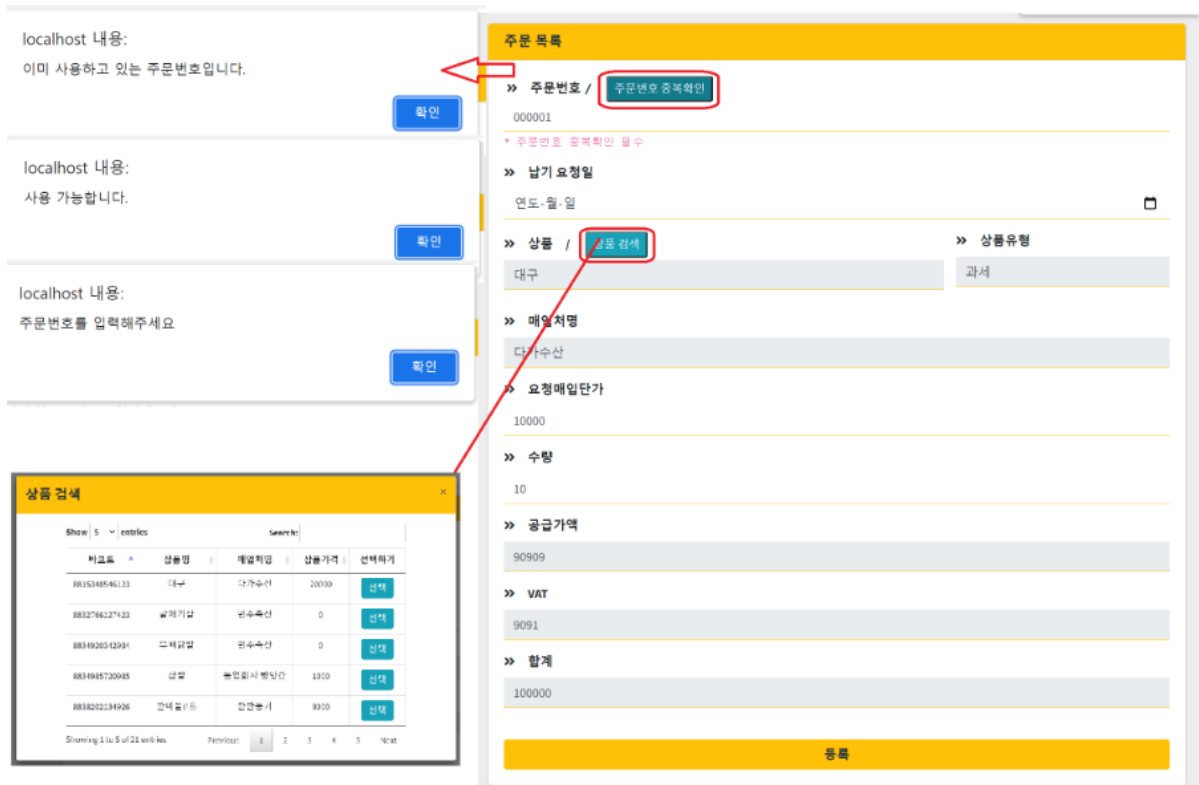 localhost 내용:
이미 사용하고 있는 주문번호입니다.
확인
localhost 내용:
사용 가능합니다.
확인
localhost 내용:
주문번호를 입력해주세요
확인
상품 검색
×
Show 5 entries
Search:
바코드 상품명 매입처명 상품가격 선택하기
8835348546123 대구 다가수산 20000 선택
8832766127423 민수축산 0 선택
민수축산 0 선택
8834985720985 찹쌀 1000 선택
8838202134926 8000 선택
Showing 1 to 5 of 21 entries
Previous 1 2 3 4 5 Next
주문 목록
» 주문번호 / 주문번호 중복확인
000001
* 주문번호 중복확인 필수
» 납기 요청일
연도-월-일
» 상품 / 상품 검색
» 상품유형
대구
과세
» 매입처명
다가수산
» 요청매입단가
10000
» 수량
10
» 공급가액
90909
» VAT
9091
» 합계
100000
등록